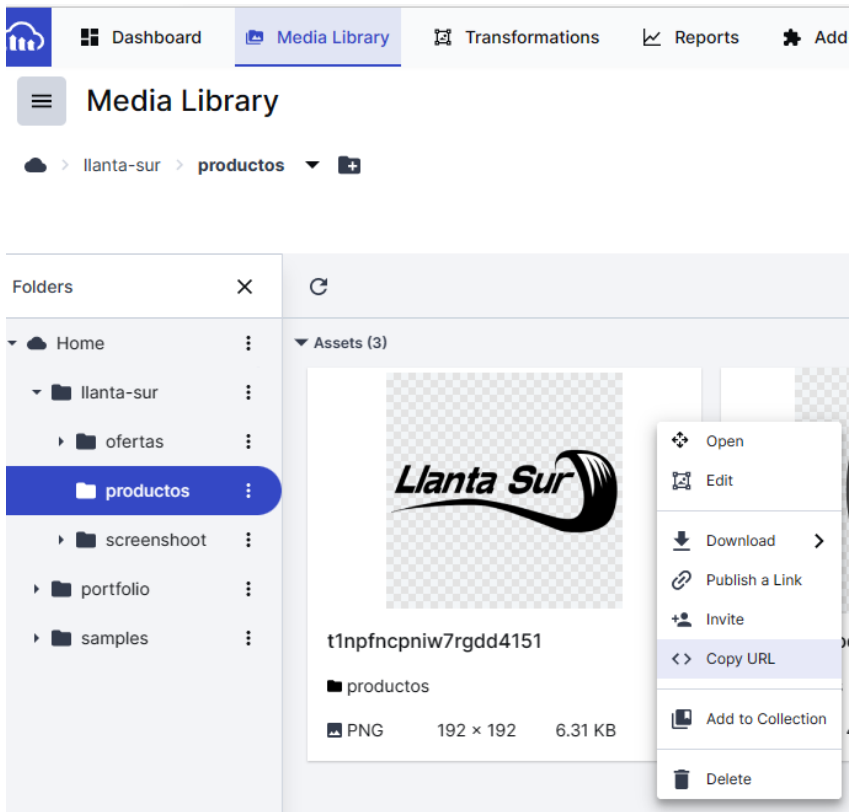 Dashboard Media Library Transformations Reports Add
Media Library
llanta-sur productos
Folders
Home
llanta-sur
ofertas
productos
screenshoot
portfolio
samples
Assets (3)
Llanta Sur
t1npfncpniw7rgdd4151
productos
PNG 192 × 192 6.31 KB
Open
Edit
Download
Publish a Link
Invite
Copy URL
Add to Collection
Delete